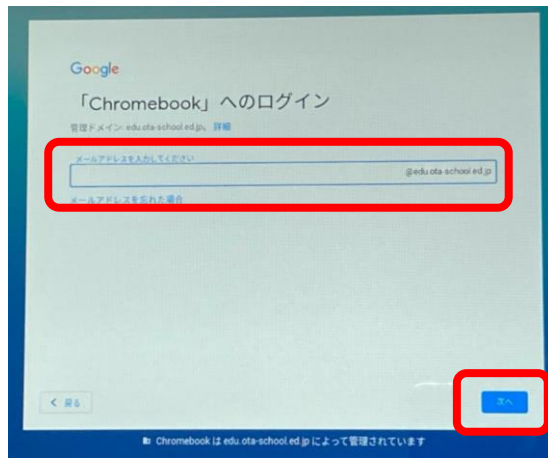 Google
「Chromebook」へのログイン
管理ドメイン: edu.ota-school.ed.jp。 詳細
メールアドレスを入力してください
@edu.ota-school.ed.jp
メールアドレスを忘れた場合
戻る
次へ
Chromebook は edu.ota-school.ed.jp によって管理されています